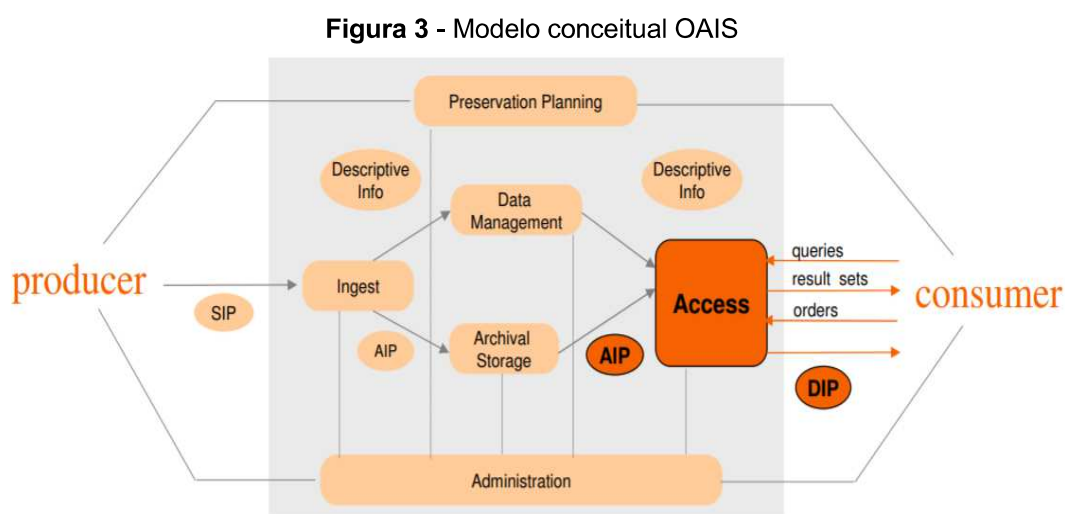 Figura 3 - Modelo conceitual OAIS
Preservation Planning
Descriptive
Info
Descriptive
Info
Data
Management
producer
SIP
Ingest
AIP
Archival
Storage
AIP
Access
queries
result sets
orders
DIP
consumer
Administration